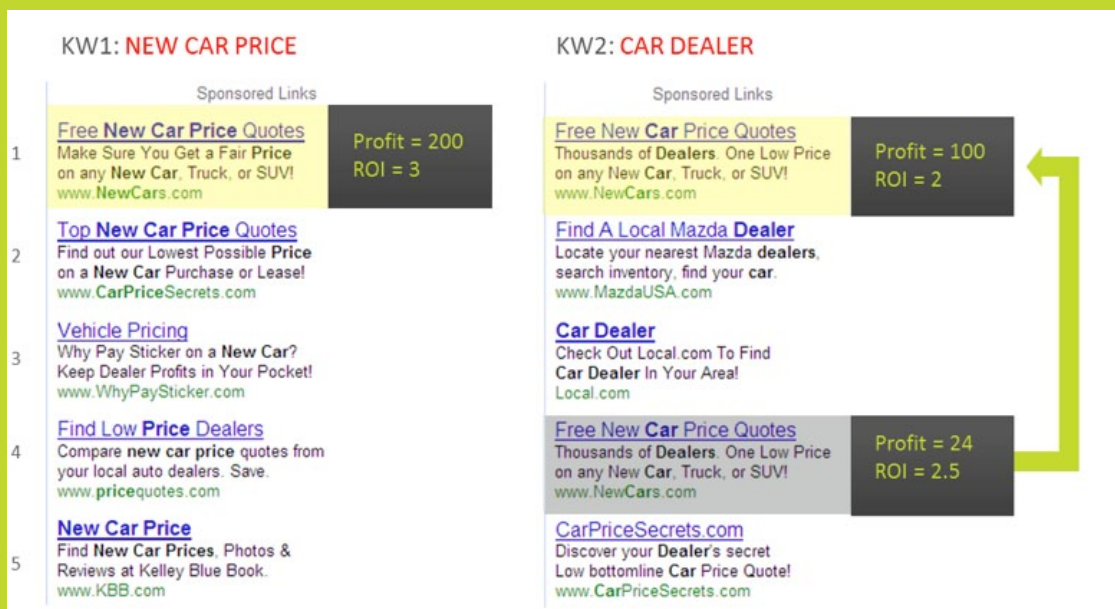 KW1: NEW CAR PRICE
Sponsored Links
1
Free New Car Price Quotes
Make Sure You Get a Fair Price
on any New Car, Truck, or SUV!
www.NewCars.com
Profit = 200
ROI = 3
2
Top New Car Price Quotes
Find out our Lowest Possible Price
on a New Car Purchase or Lease!
www.CarPriceSecrets.com
3
Vehicle Pricing
Why Pay Sticker on a New Car?
Keep Dealer Profits in Your Pocket!
www.WhyPaySticker.com
4
Find Low Price Dealers
Compare new car price quotes from
your local auto dealers. Save.
www.pricequotes.com
5
New Car Price
Find New Car Prices, Photos &
Reviews at Kelley Blue Book.
www.KBB.com
KW2: CAR DEALER
Sponsored Links
Free New Car Price Quotes
Thousands of Dealers. One Low Price
on any New Car, Truck, or SUV!
www.NewCars.com
Profit = 100
ROI = 2
Find A Local Mazda Dealer
Locate your nearest Mazda dealers,
search inventory, find your car.
www.MazdaUSA.com
Car Dealer
Check Out Local.com To Find
Car Dealer In Your Area!
Local.com
Free New Car Price Quotes
Thousands of Dealers. One Low Price
on any New Car, Truck, or SUV!
www.NewCars.com
Profit = 24
ROI = 2.5
CarPriceSecrets.com
Discover your Dealer's secret
Low bottomline Car Price Quote!
www.CarPriceSecrets.com